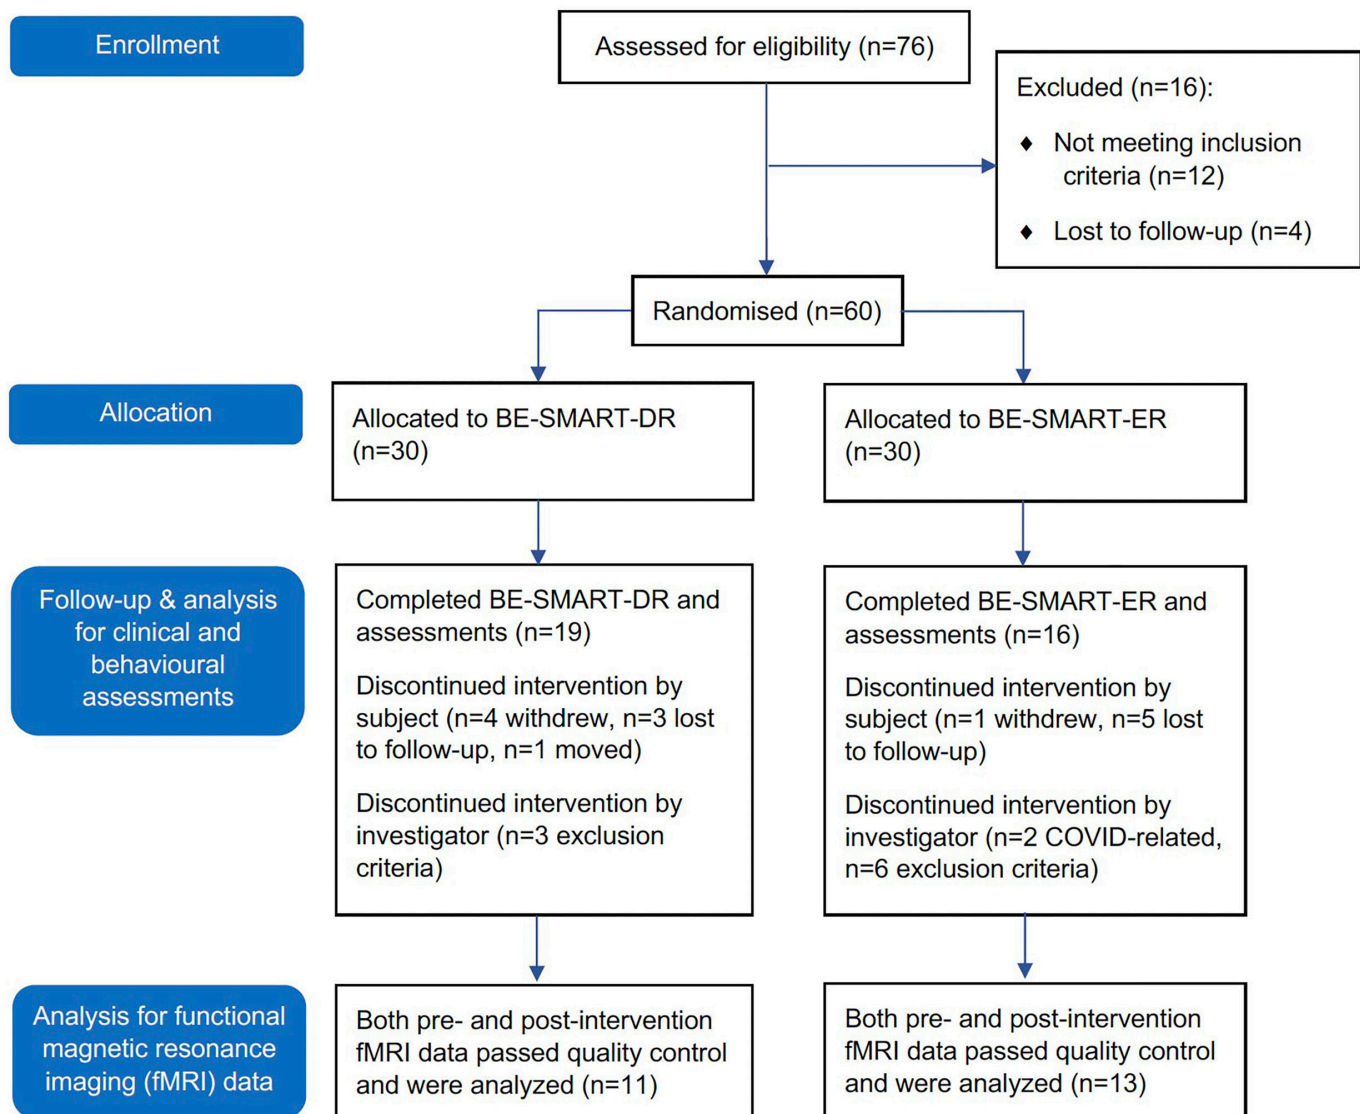 Enrollment
Assessed for eligibility (n=76)
Excluded (n=16):
♦ Not meeting inclusion
criteria (n=12)
♦ Lost to follow-up (n=4)
Randomised (n=60)
Allocation
Allocated to BE-SMART-DR
(n=30)
Allocated to BE-SMART-ER
(n=30)
Follow-up & analysis
for clinical and
behavioural
assessments
Completed BE-SMART-DR and
assessments (n=19)
Discontinued intervention by
subject (n=4 withdrew, n=3 lost
to follow-up, n=1 moved)
Discontinued intervention by
investigator (n=3 exclusion
criteria)
Completed BE-SMART-ER and
assessments (n=16)
Discontinued intervention by
subject (n=1 withdrew, n=5 lost
to follow-up)
Discontinued intervention by
investigator (n=2 COVID-related,
n=6 exclusion criteria)
Analysis for functional
magnetic resonance
imaging (fMRI) data
Both pre- and post-intervention
fMRI data passed quality control
and were analyzed (n=11)
Both pre- and post-intervention
fMRI data passed quality control
and were analyzed (n=13)